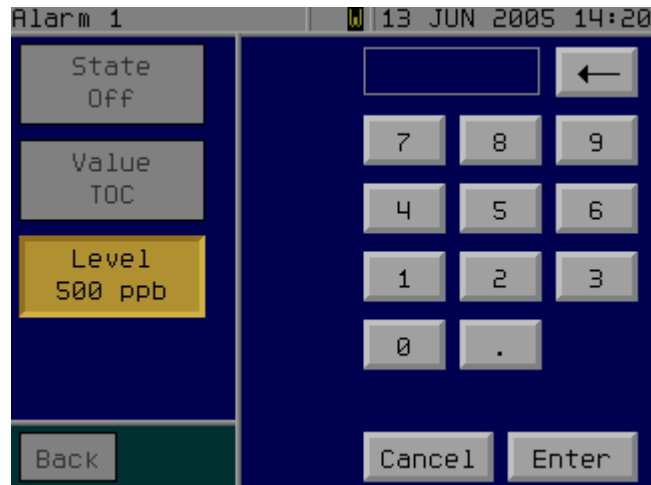 Alarm 1 W 13 JUN 2005 14:20
State
Off
Value
TOC
Level
500 ppb
←
7 8 9
4 5 6
1 2 3
0 .
Back Cancel Enter